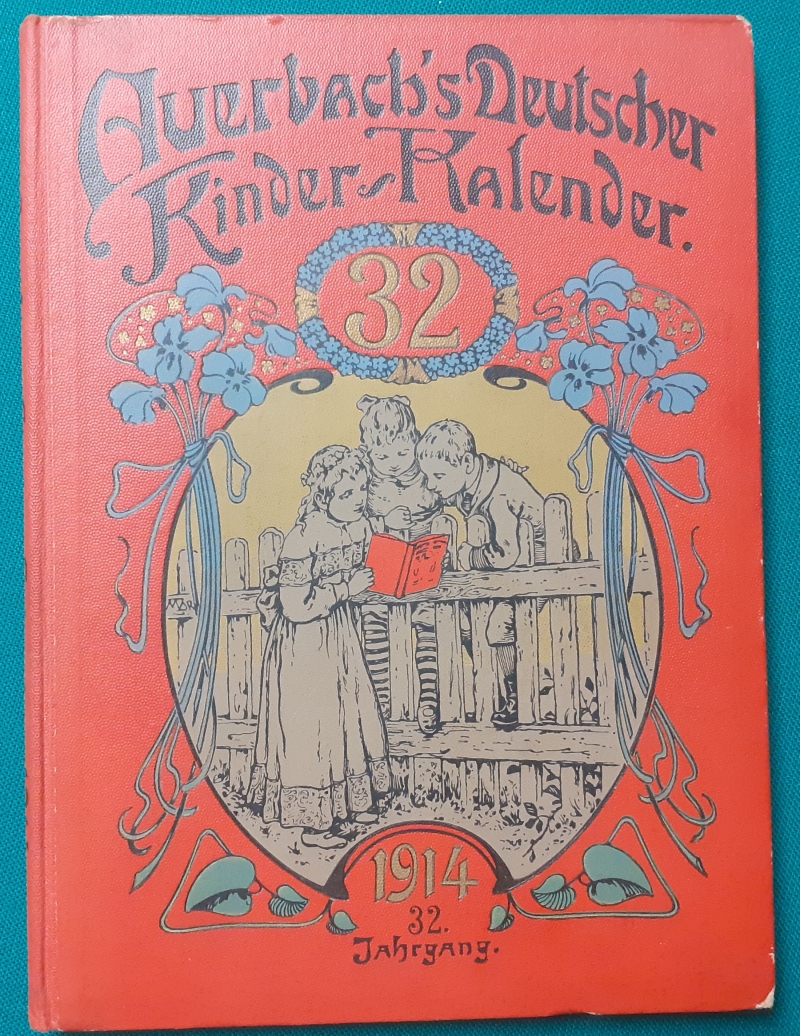 Auerbach's Deutscher
Kinder-Kalender.
32
1914
32.
Jahrgang.